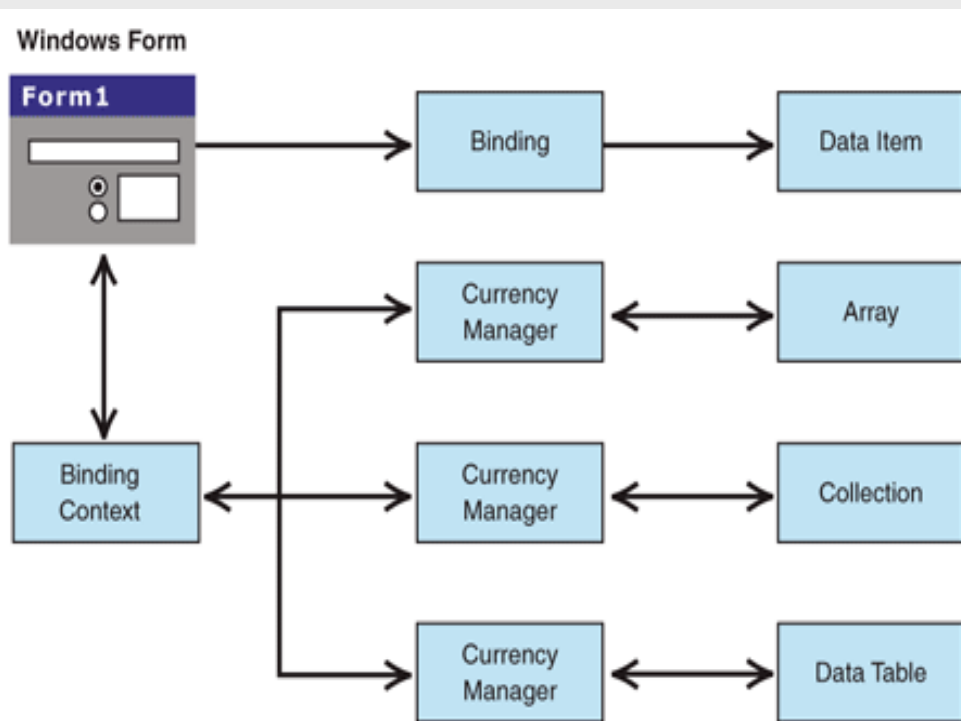 Windows Form
Form1
Binding
Data Item
Currency
Manager
Array
Binding
Context
Currency
Manager
Collection
Currency
Manager
Data Table